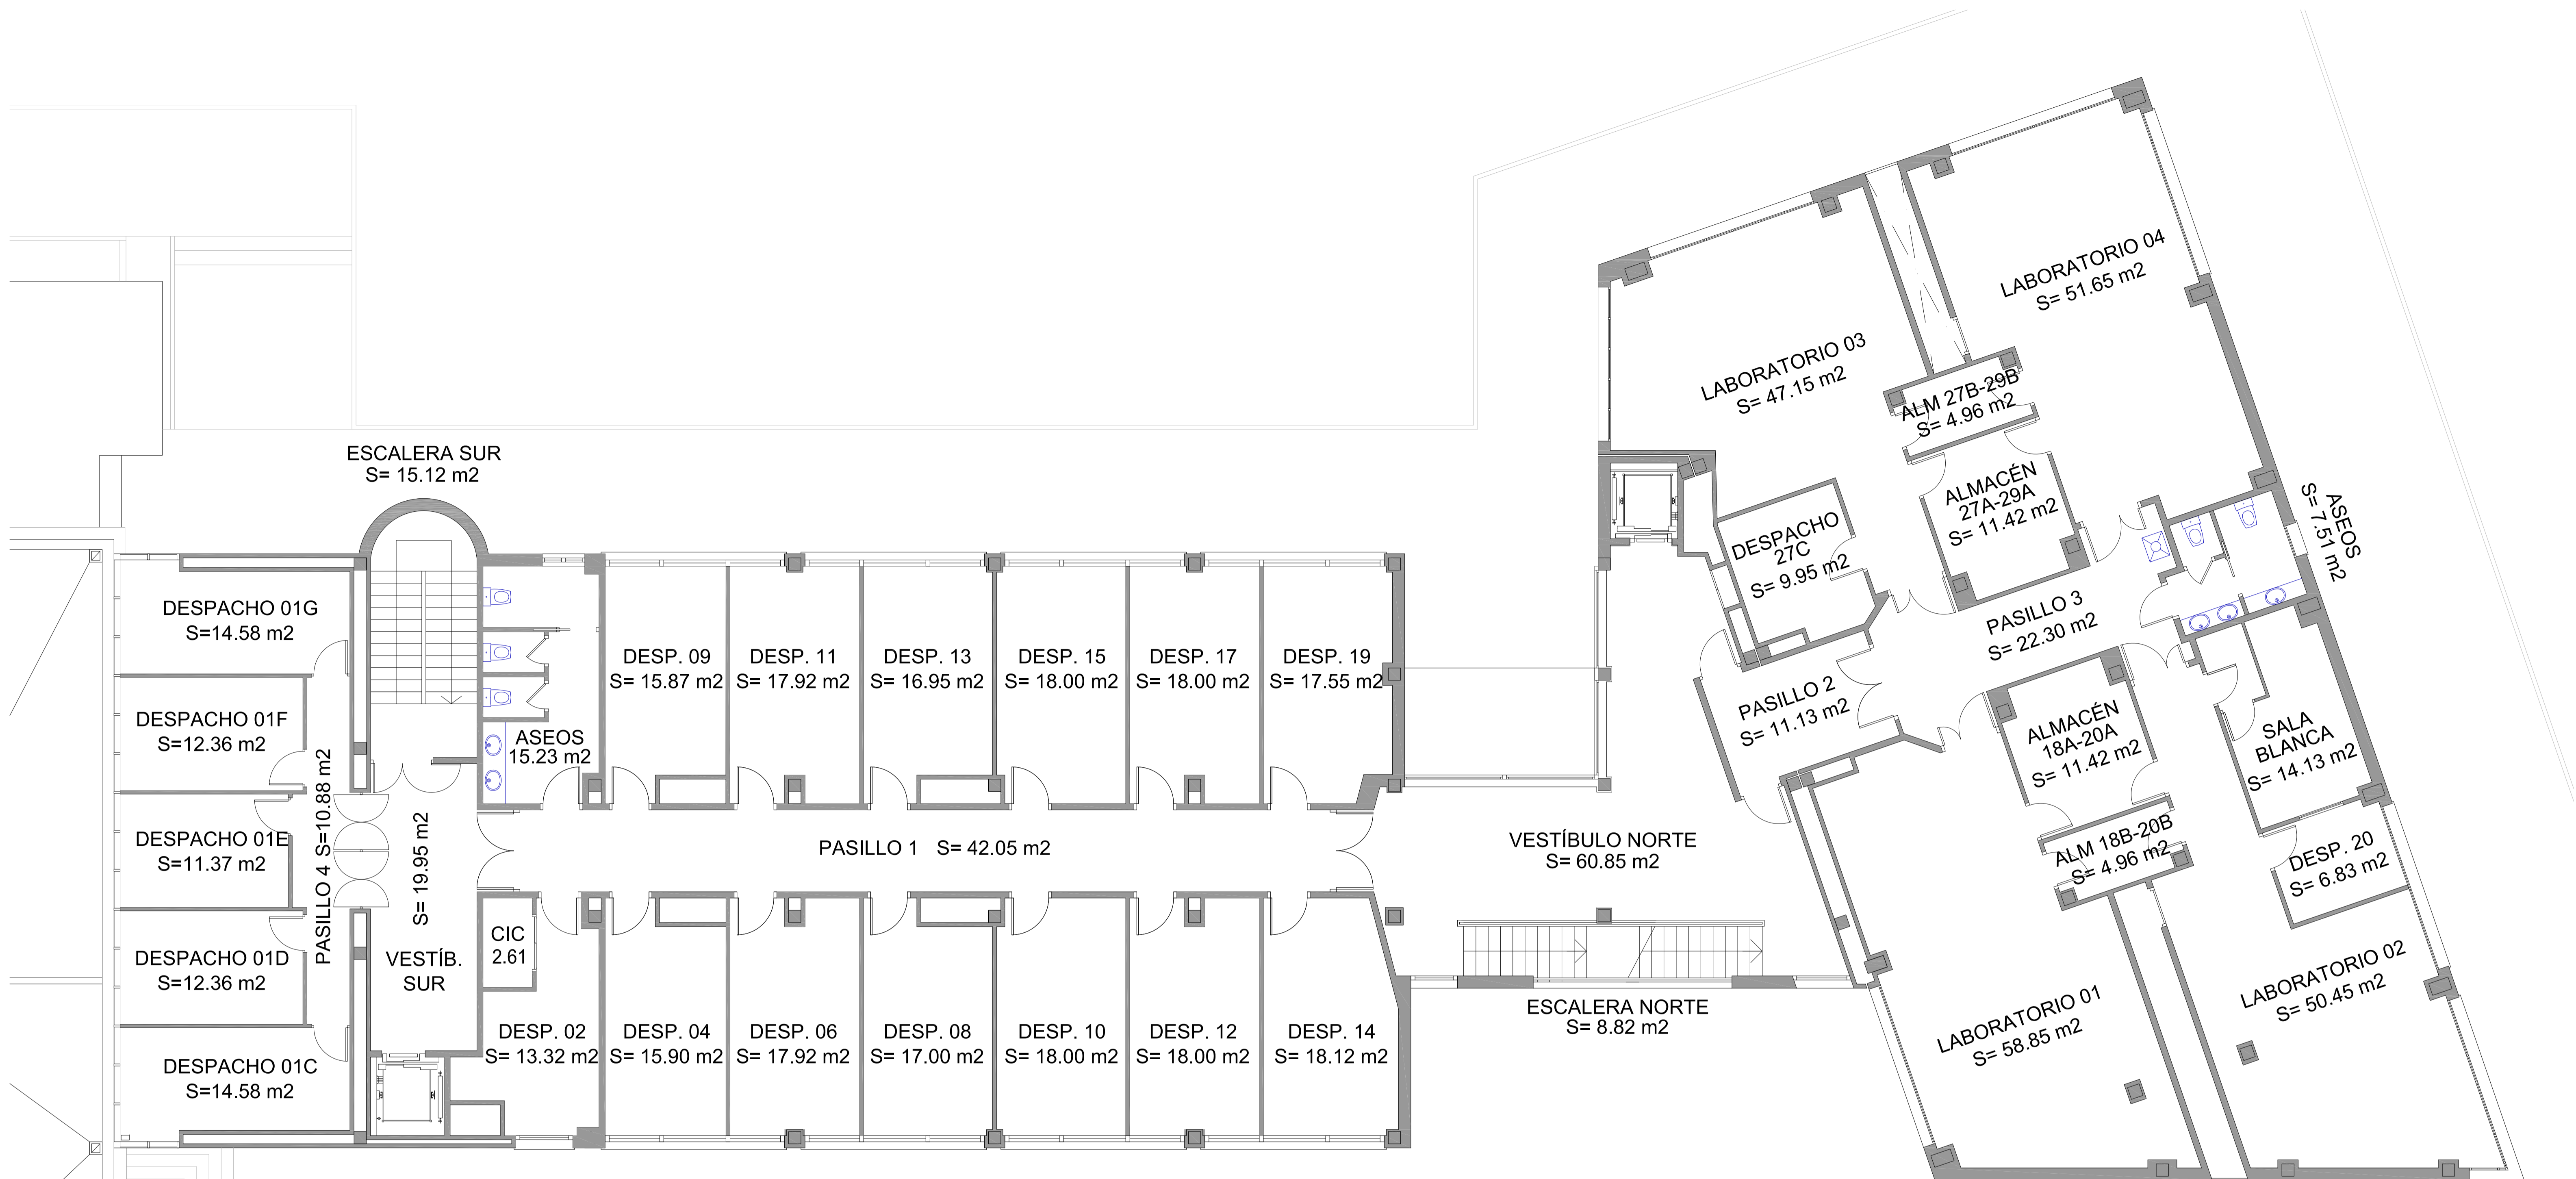 ESCALERA SUR
S= 15.12 m2
DESPACHO 01G
S=14.58 m2
DESPACHO 01F
S=12.36 m2
DESPACHO 01E
S=11.37 m2
DESPACHO 01D
S=12.36 m2
DESPACHO 01C
S=14.58 m2
PASILLO 4 S=10.88 m2
S= 19.95 m2
VESTÍB.
SUR
ASEOS
15.23 m2
DESP. 09
S= 15.87 m2
DESP. 11
S= 17.92 m2
DESP. 13
S= 16.95 m2
DESP. 15
S= 18.00 m2
DESP. 17
S= 18.00 m2
DESP. 19
S= 17.55 m2
PASILLO 1 S= 42.05 m2
CIC
2.61
DESP. 02
S= 13.32 m2
DESP. 04
S= 15.90 m2
DESP. 06
S= 17.92 m2
DESP. 08
S= 17.00 m2
DESP. 10
S= 18.00 m2
DESP. 12
S= 18.00 m2
DESP. 14
S= 18.12 m2
VESTÍBULO NORTE
S= 60.85 m2
ESCALERA NORTE
S= 8.82 m2
LABORATORIO 03
S= 47.15 m2
LABORATORIO 04
S= 51.65 m2
ALM 27B-29B
S= 4.96 m2
ALMACÉN
27A-29A
S= 11.42 m2
DESPACHO
27C
S= 9.95 m2
ASEOS
S= 7.51 m2
PASILLO 3
S= 22.30 m2
PASILLO 2
S= 11.13 m2
ALMACÉN
18A-20A
S= 11.42 m2
SALA
BLANCA
S= 14.13 m2
ALM 18B-20B
S= 4.96 m2
DESP. 20
S= 6.83 m2
LABORATORIO 01
S= 58.85 m2
LABORATORIO 02
S= 50.45 m2